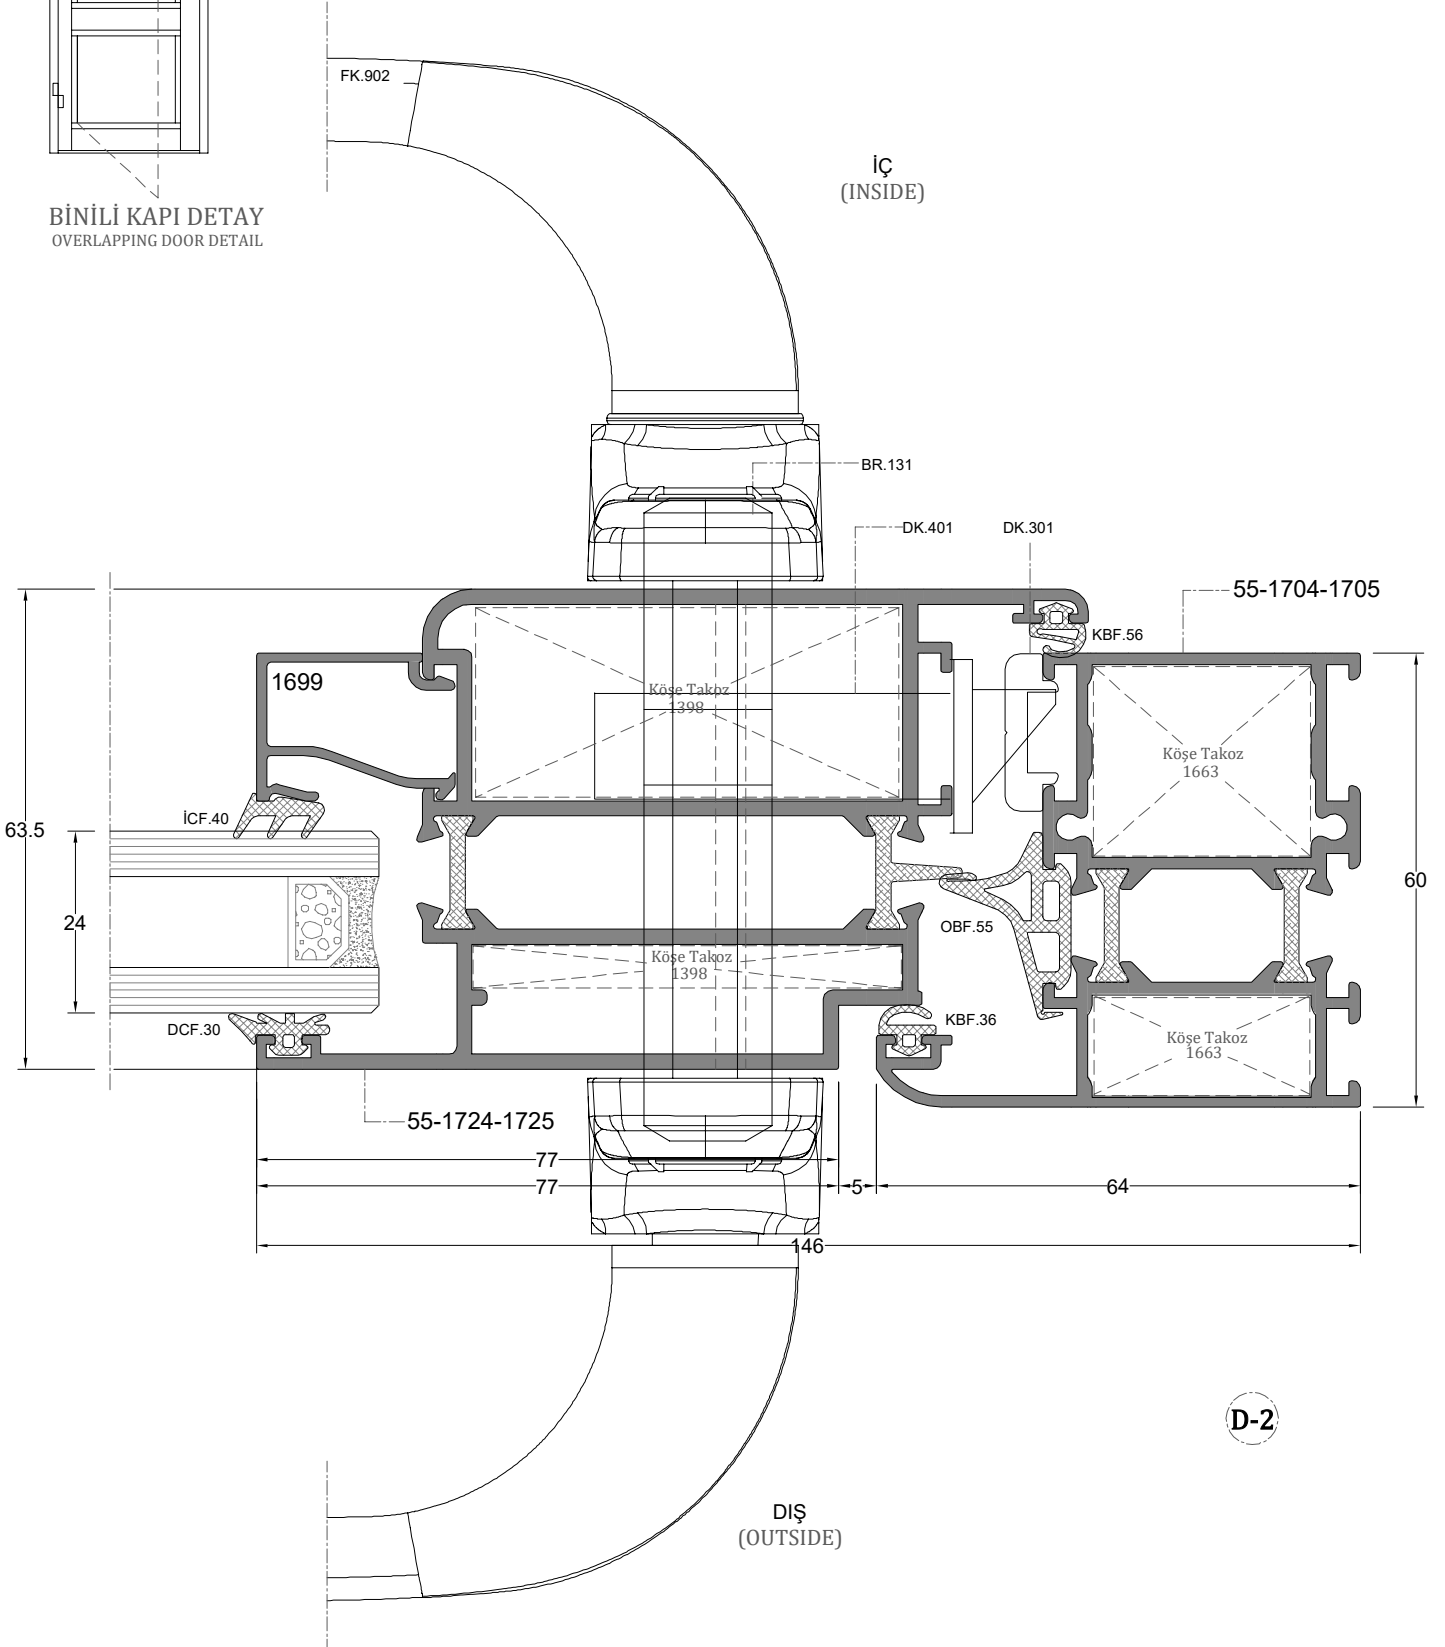 FK.902
İÇ
(INSIDE)
BİNİLİ KAPI DETAY
OVERLAPPING DOOR DETAIL
BR.131
DK.401
DK.301
55-1704-1705
KBF.56
1699
Köşe Takoz
1398
Köşe Takoz
1663
İCF.40
63.5
60
24
OBF.55
Köşe Takoz
1398
DCF.30
KBF.36
Köşe Takoz
1663
55-1724-1725
77
77
5
64
146
D-2
DIŞ
(OUTSIDE)